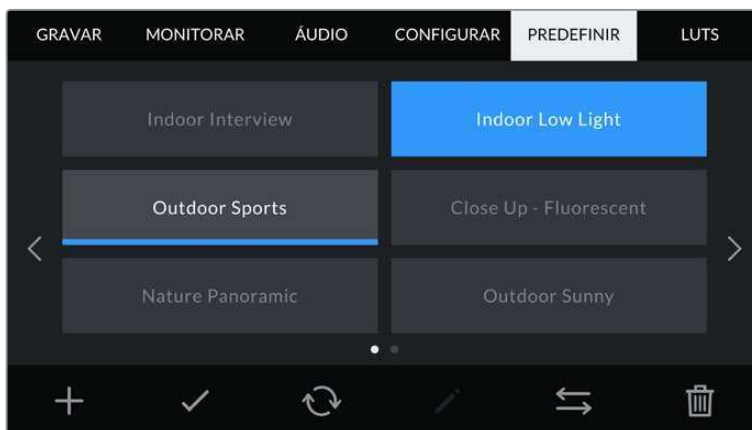 GRAVAR MONITORAR ÁUDIO CONFIGURAR PREDEFINIR LUTS
Indoor Interview Indoor Low Light
Outdoor Sports Close Up - Fluorescent
Nature Panoramic Outdoor Sunny